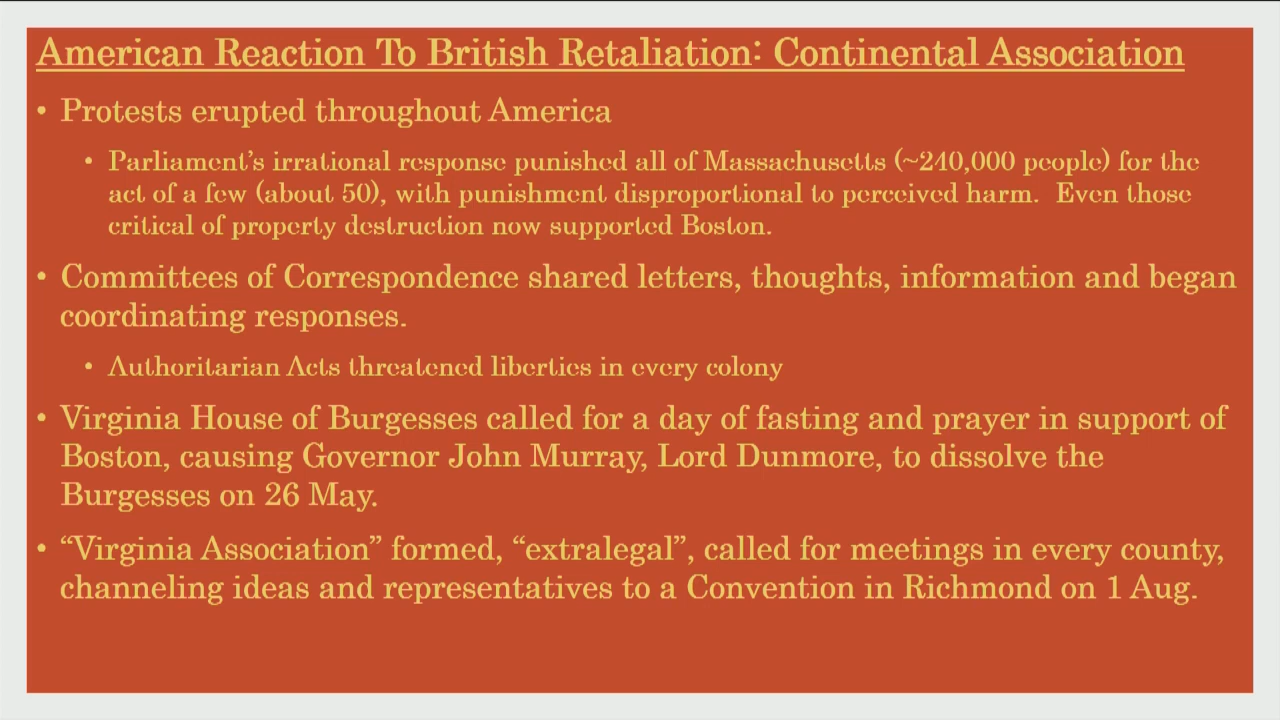 American Reaction To British Retaliation: Continental Association
• Protests erupted throughout America
• Parliament's irrational response punished all of Massachusetts (~240,000 people) for the
act of a few (about 50), with punishment disproportional to perceived harm.  Even those
critical of property destruction now supported Boston.
• Committees of Correspondence shared letters, thoughts, information and began
coordinating responses.
• Authoritarian Acts threatened liberties in every colony
• Virginia House of Burgesses called for a day of fasting and prayer in support of
Boston, causing Governor John Murray, Lord Dunmore, to dissolve the
Burgesses on 26 May.
• “Virginia Association” formed, “extralegal”, called for meetings in every county,
channeling ideas and representatives to a Convention in Richmond on 1 Aug.